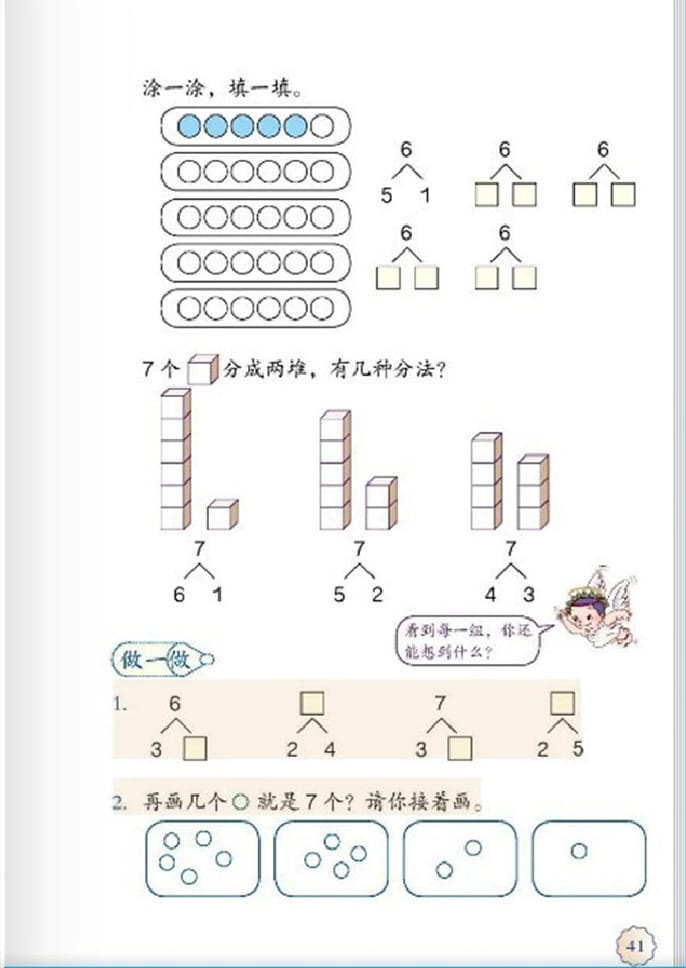 涂一涂，填一填。
6 6 6
5 1
6 6
7个 分成两堆，有几种分法？
7 7 7
6 1 5 2 4 3
看到每一组，你还
能想到什么？
做一做
1. 6 7
3 2 4 3 2 5
2. 再画几个○就是7个？请你接着画。
41